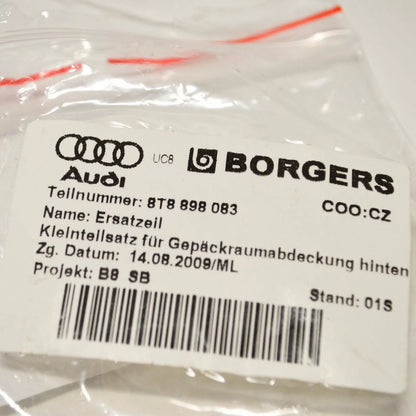 UC8 BORGERS
Audi
Teilnummer: 8T8 898 083 COO:CZ
Name: Ersatzeil
Kleinteilsatz für Gepäckraumabdeckung hinten
Zg. Datum: 14.08.2009/ML
Projekt: B8 SB Stand: 01S